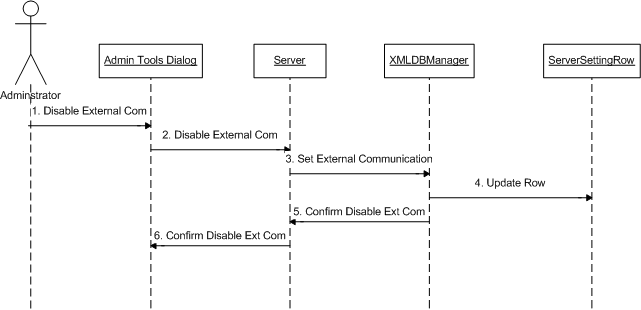 Admin Tools Dialog
Server
XMLDBManager
ServerSettingRow
Adminstrator
1. Disable External Com
2. Disable External Com
3. Set External Communication
4. Update Row
5. Confirm Disable Ext Com
6. Confirm Disable Ext Com